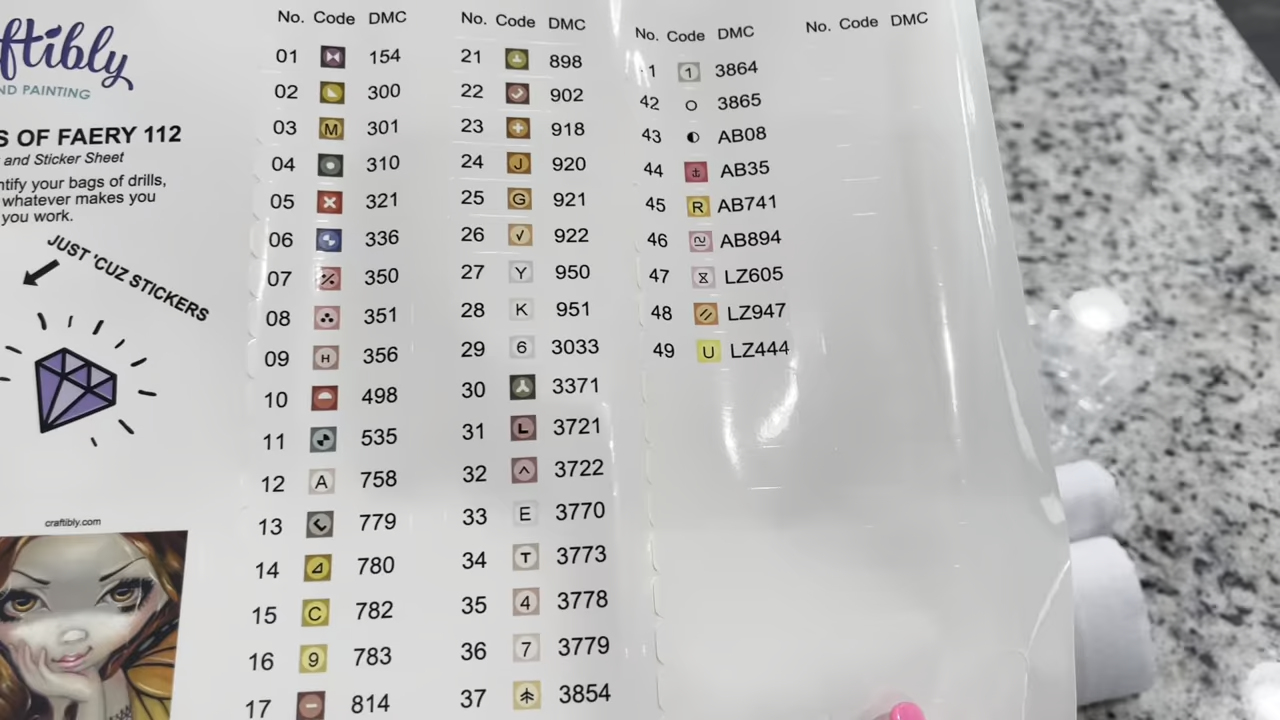 ftibly
ND PAINTING
S OF FAERY 112
and Sticker Sheet
ntify your bags of drills,
whatever makes you
you work.
JUST 'CUZ STICKERS
craftibly.com
No. Code DMC
01 154
02 300
03 M 301
04 310
05 321
06 336
07 350
08 351
09 H 356
10 498
11 535
12 A 758
13 779
14 780
15 C 782
16 9 783
17 814
No. Code DMC
21 898
22 902
23 918
24 J 920
25 G 921
26 √ 922
27 Y 950
28 K 951
29 6 3033
30 3371
31 L 3721
32 ^ 3722
33 E 3770
34 T 3773
35 4 3778
36 7 3779
37 3854
No. Code DMC
1 1 3864
42 O 3865
43 AB08
44 AB35
45 R AB741
46 AB894
47 LZ605
48 LZ947
49 U LZ444
No. Code DMC